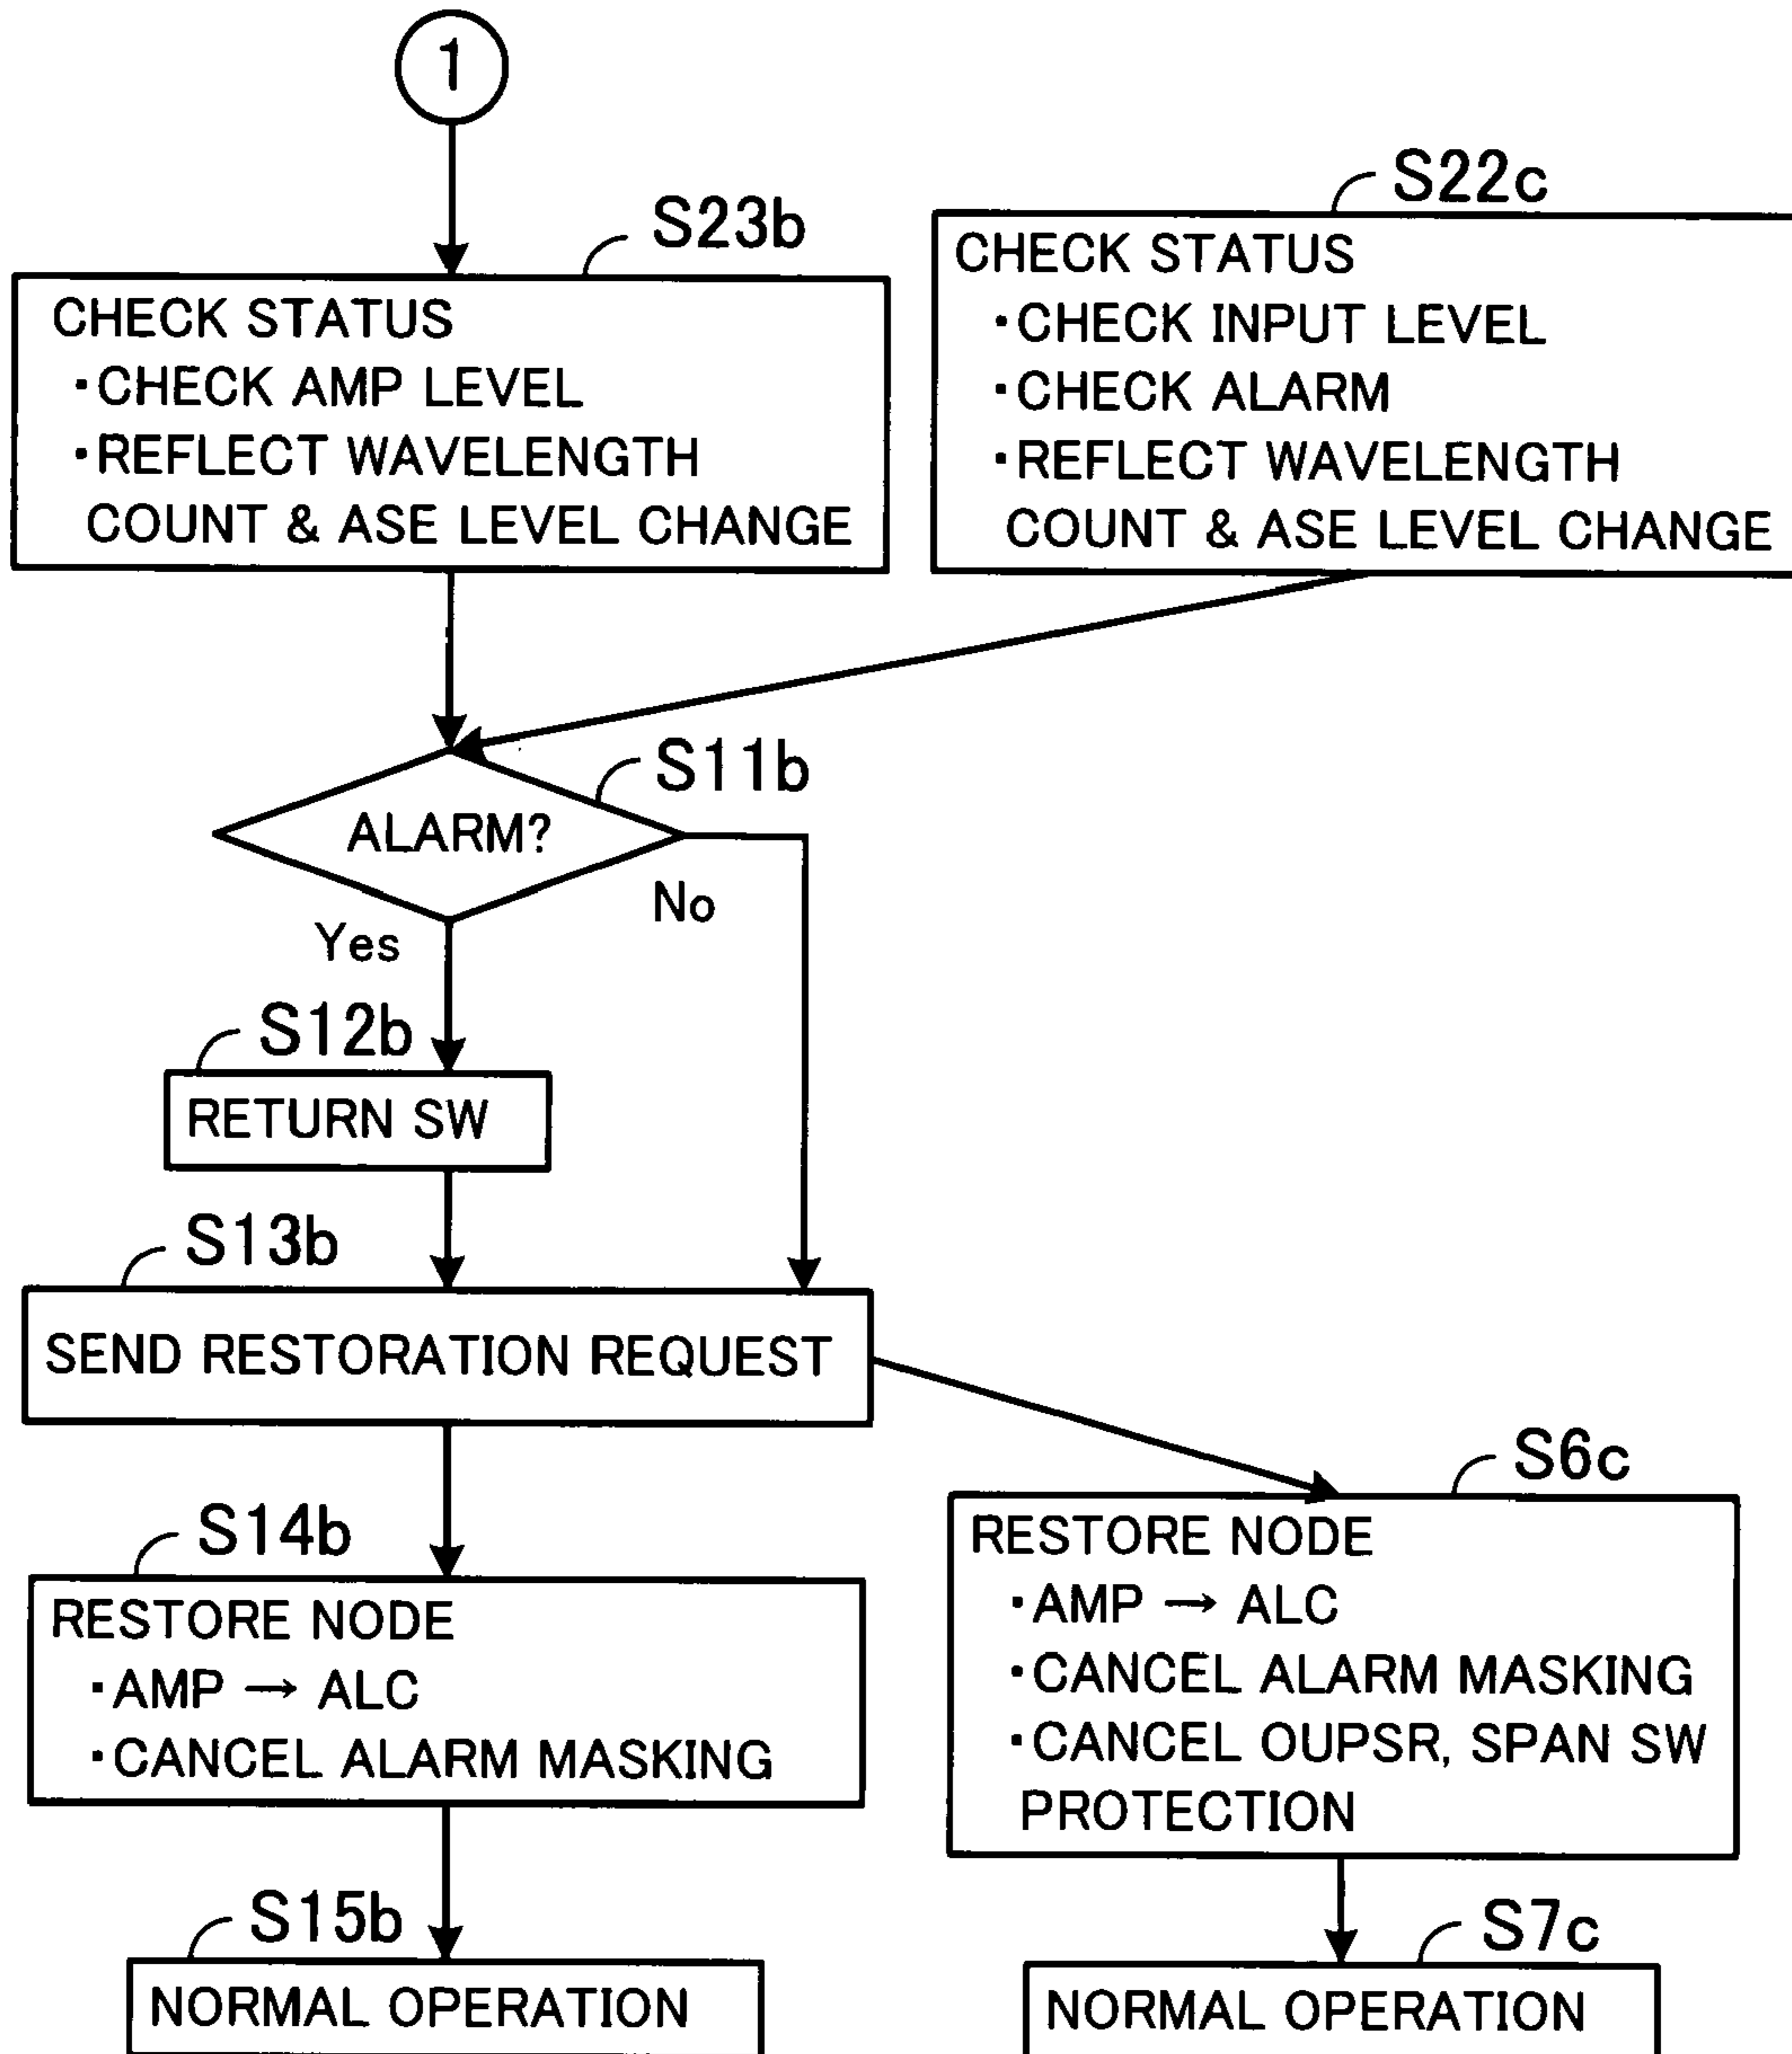 1
S23b
CHECK STATUS
・CHECK AMP LEVEL
・REFLECT WAVELENGTH
COUNT & ASE LEVEL CHANGE
S22c
CHECK STATUS
・CHECK INPUT LEVEL
・CHECK ALARM
・REFLECT WAVELENGTH
COUNT & ASE LEVEL CHANGE
S11b
ALARM?
No
Yes
S12b
RETURN SW
S13b
SEND RESTORATION REQUEST
S14b
RESTORE NODE
・AMP → ALC
・CANCEL ALARM MASKING
S6c
RESTORE NODE
・AMP → ALC
・CANCEL ALARM MASKING
・CANCEL OUPSR, SPAN SW
PROTECTION
S15b
NORMAL OPERATION
S7c
NORMAL OPERATION